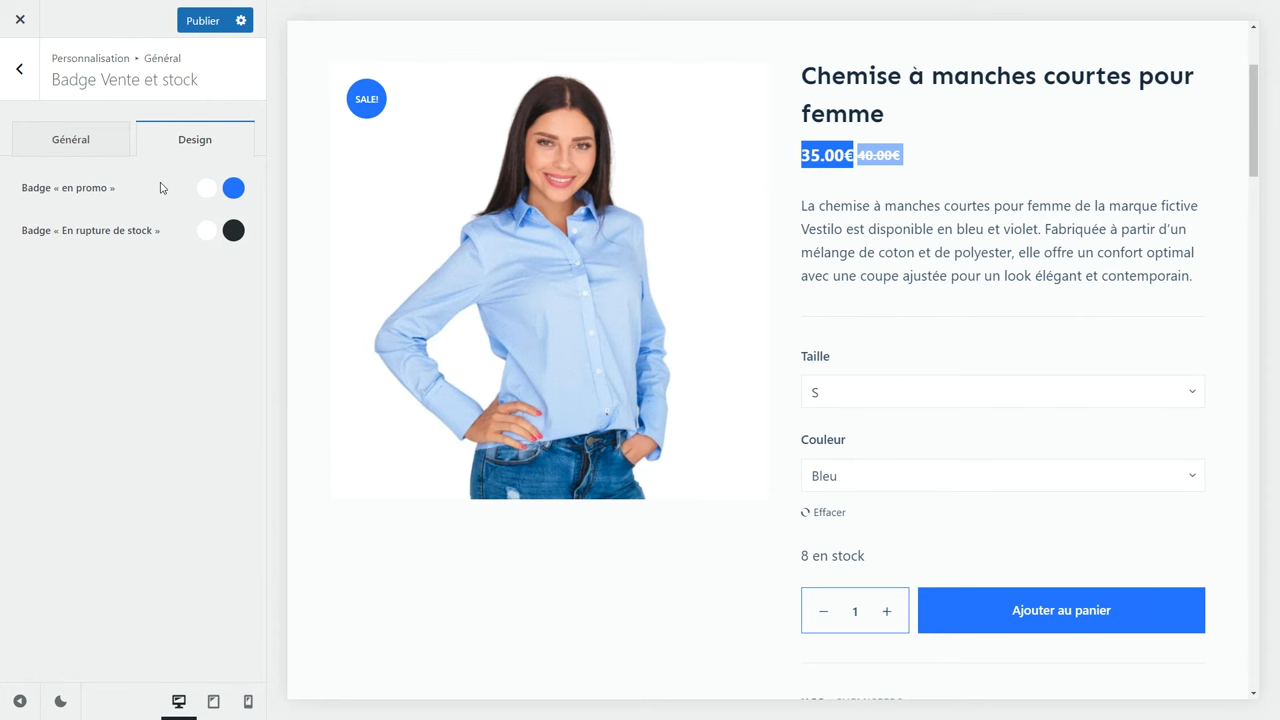 Publier
Personnalisation ▸ Général
Badge Vente et stock
Général
Design
Badge « en promo »
Badge « En rupture de stock »
SALE!
Chemise à manches courtes pour
femme
35.00€ 40.00€
La chemise à manches courtes pour femme de la marque fictive
Vestilo est disponible en bleu et violet. Fabriquée à partir d'un
mélange de coton et de polyester, elle offre un confort optimal
avec une coupe ajustée pour un look élégant et contemporain.
Taille
S
Couleur
Bleu
Effacer
8 en stock
− 1 +
Ajouter au panier